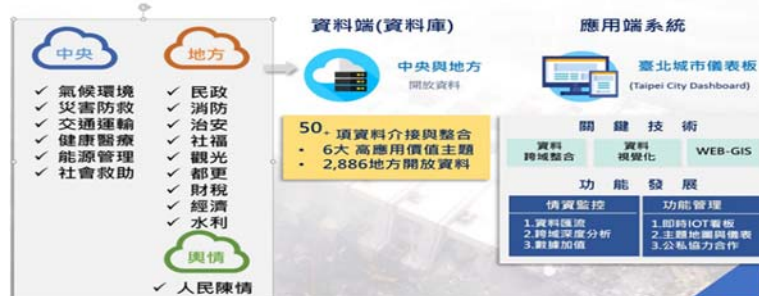 中央
氣候環境
災害防救
交通運輸
健康醫療
能源管理
社會救助
地方
民政
消防
治安
社福
觀光
都更
財稅
經濟
水利
輿情
人民陳情
資料端(資料庫)
中央與地方
開放資料
50+ 項資料介接與整合
• 6大 高應用價值主題
• 2,886地方開放資料
應用端系統
臺北城市儀表板
(Taipei City Dashboard)
關鍵技術
資料
跨域整合
資料
視覺化
WEB-GIS
功能發展
情資監控
1.資料匯流
2.跨域深度分析
3.數據加值
功能管理
1.即時IOT看板
2.主題地圖與儀表
3.公私協力合作